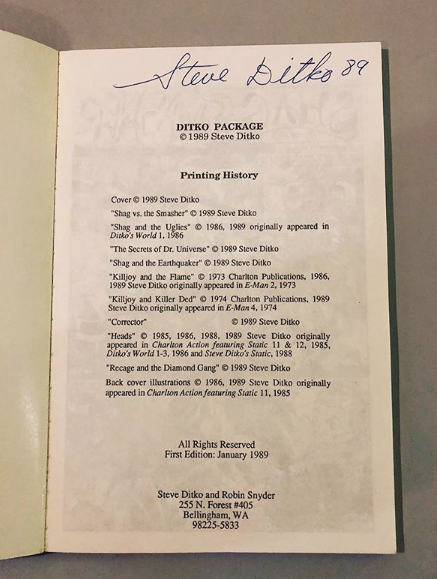 Steve Ditko 89
DITKO PACKAGE
© 1989 Steve Ditko
Printing History
Cover © 1989 Steve Ditko
"Shag vs. the Smasher" © 1989 Steve Ditko
"Shag and the Uglies" © 1986, 1989 originally appeared in
Ditko's World 1, 1986
"The Secrets of Dr. Universe" © 1989 Steve Ditko
"Shag and the Earthquaker" © 1989 Steve Ditko
"Killjoy and the Flame" © 1973 Charlton Publications, 1986,
1989 Steve Ditko originally appeared in E-Man 2, 1973
"Killjoy and Killer Ded" © 1974 Charlton Publications, 1989
Steve Ditko originally appeared in E-Man 4, 1974
"Corrector" © 1989 Steve Ditko
"Heads" © 1985, 1986, 1988, 1989 Steve Ditko originally
appeared in Charlton Action featuring Static 11 & 12, 1985,
Ditko's World 1-3, 1986 and Steve Ditko's Static, 1988
"Recage and the Diamond Gang" © 1989 Steve Ditko
Back cover illustrations © 1986, 1989 Steve Ditko originally
appeared in Charlton Action featuring Static 11, 1985
All Rights Reserved
First Edition: January 1989
Steve Ditko and Robin Snyder
255 N. Forest #405
Bellingham, WA
98225-5833